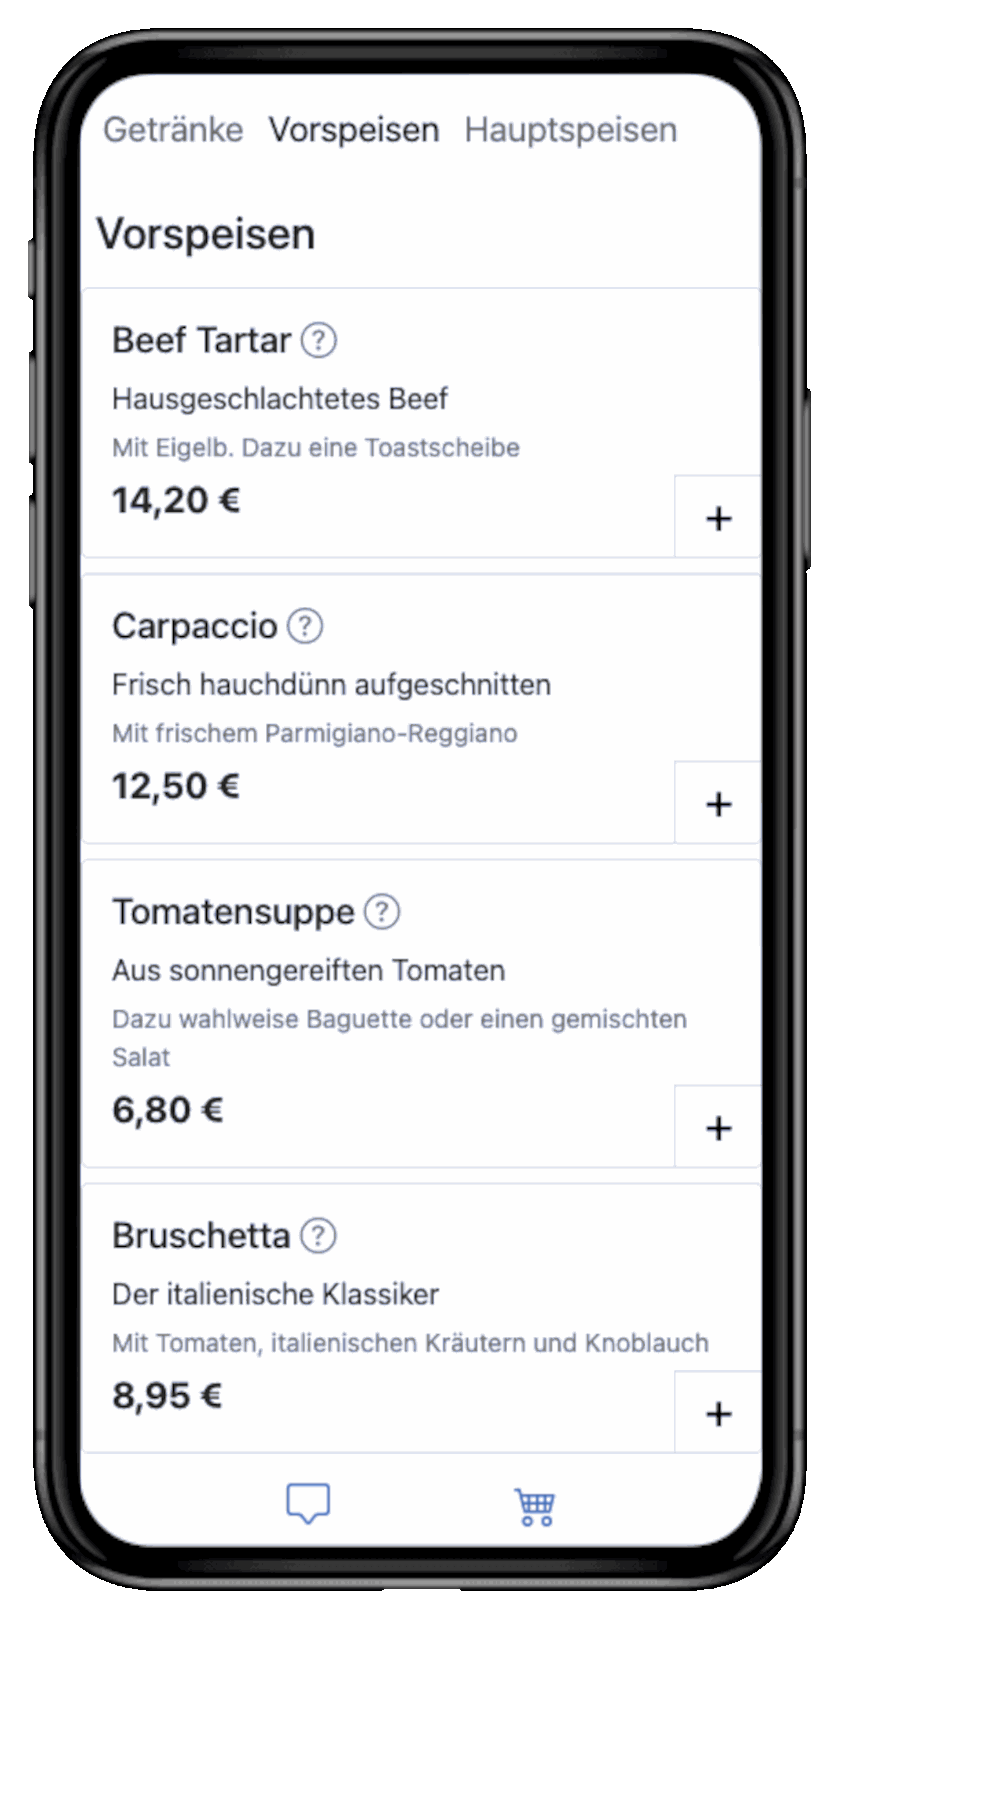 Getränke Vorspeisen Hauptspeisen
Vorspeisen
Beef Tartar ?
Hausgeschlachtetes Beef
Mit Eigelb. Dazu eine Toastscheibe
14,20 €
+
Carpaccio ?
Frisch hauchdünn aufgeschnitten
Mit frischem Parmigiano-Reggiano
12,50 €
+
Tomatensuppe ?
Aus sonnengereiften Tomaten
Dazu wahlweise Baguette oder einen gemischten
Salat
6,80 €
+
Bruschetta ?
Der italienische Klassiker
Mit Tomaten, italienischen Kräutern und Knoblauch
8,95 €
+